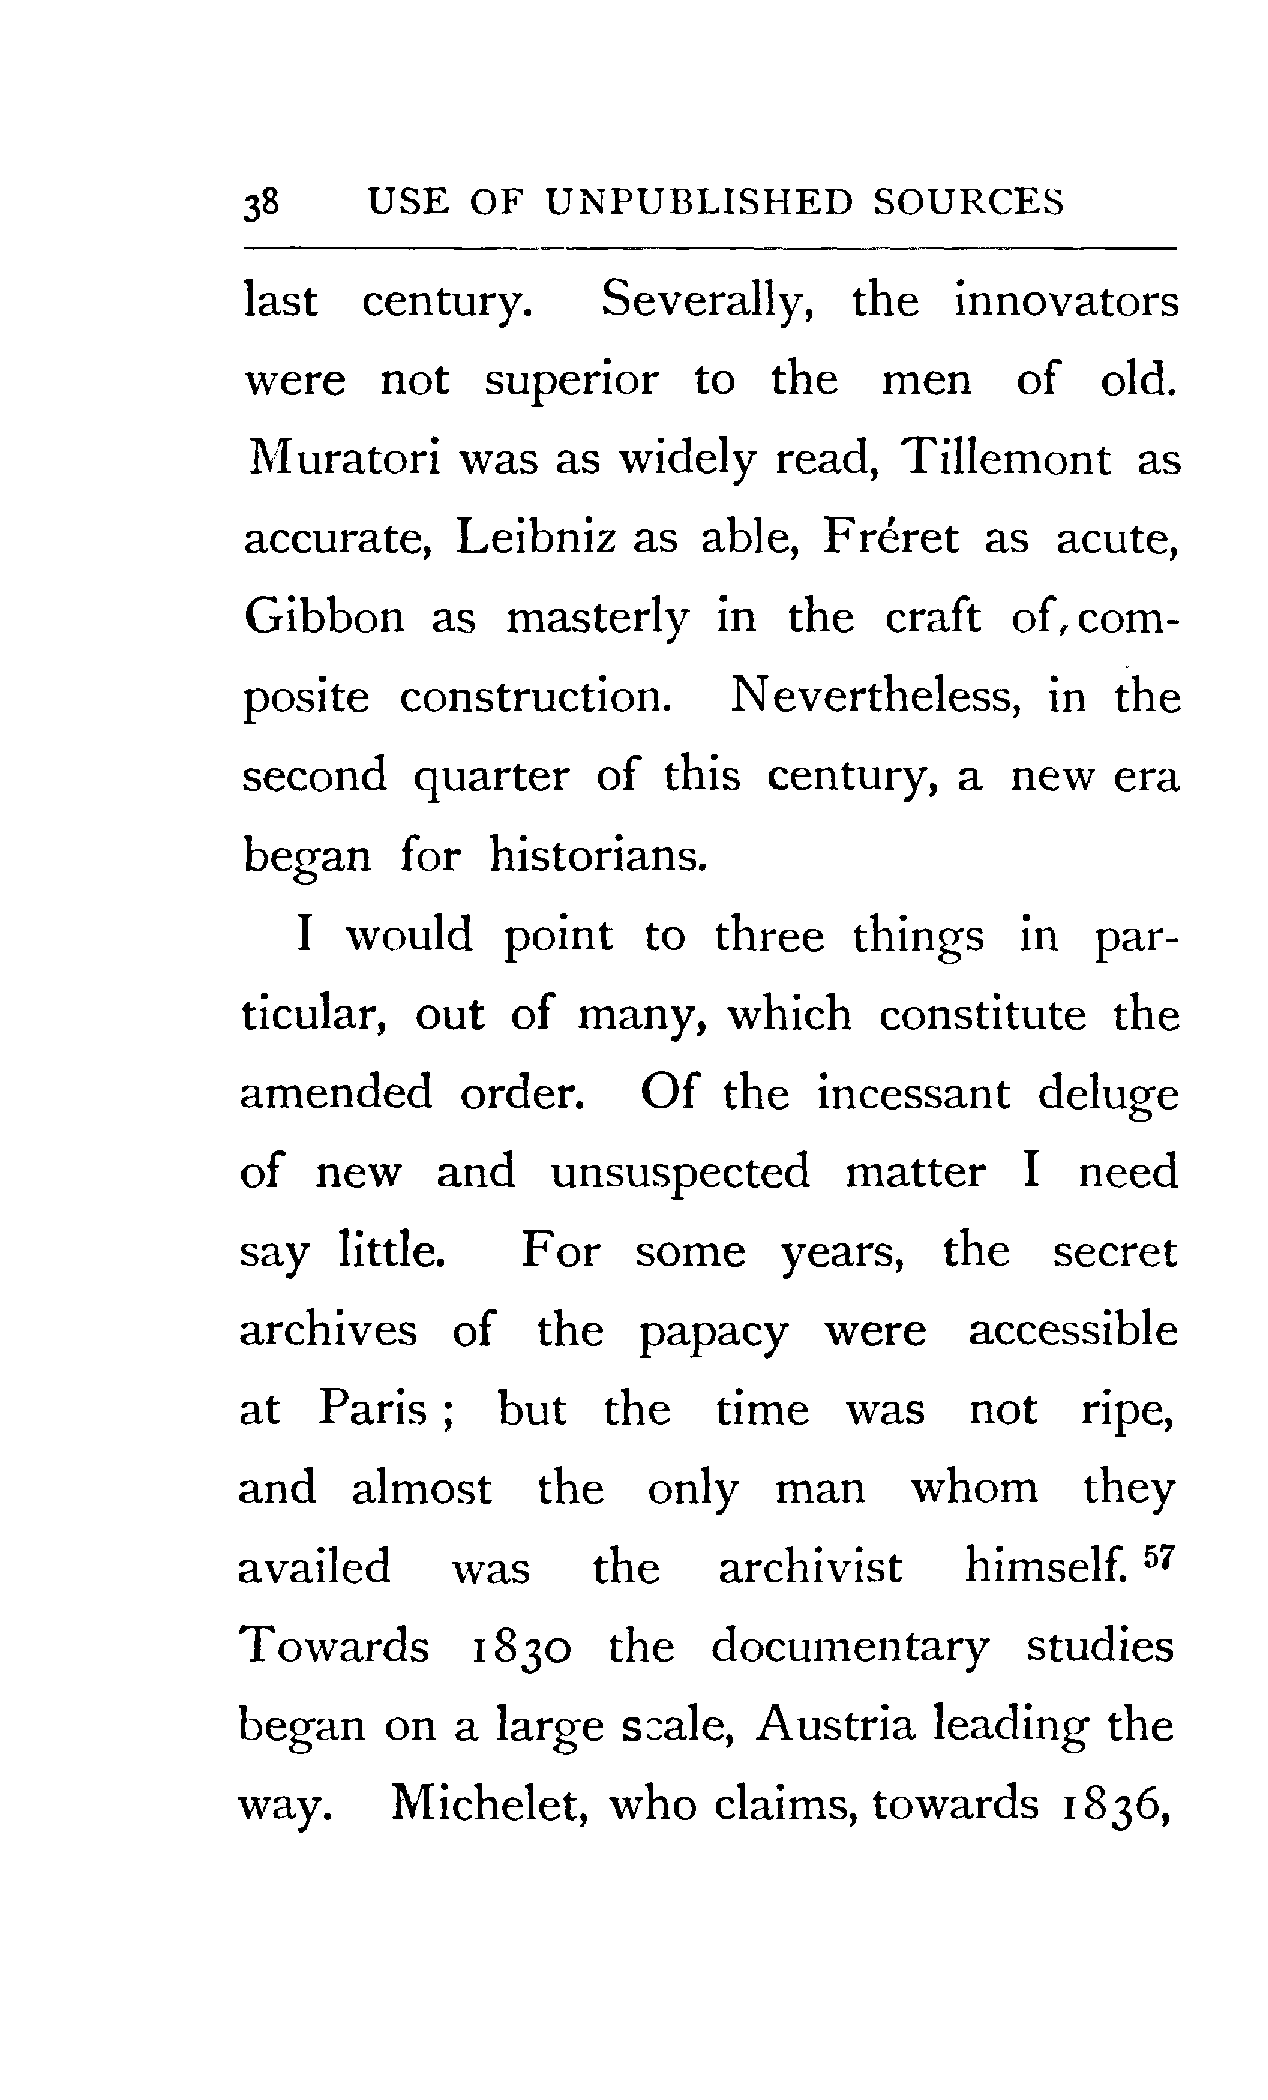 38 USE OF UNPUBLISHED SOURCES
last century. Severally, the innovators
were not superior to the men of old.
Muratori was as widely read, Tillemont as
accurate, Leibniz as able, Fréret as acute,
Gibbon as masterly in the craft of, com-
posite construction. Nevertheless, in the
second quarter of this century, a new era
began for historians.
I would point to three things in par-
ticular, out of many, which constitute the
amended order. Of the incessant deluge
of new and unsuspected matter I need
say little. For some years, the secret
archives of the papacy were accessible
at Paris ; but the time was not ripe,
and almost the only man whom they
availed was the archivist himself. 57
Towards 1830 the documentary studies
began on a large scale, Austria leading the
way. Michelet, who claims, towards 1836,